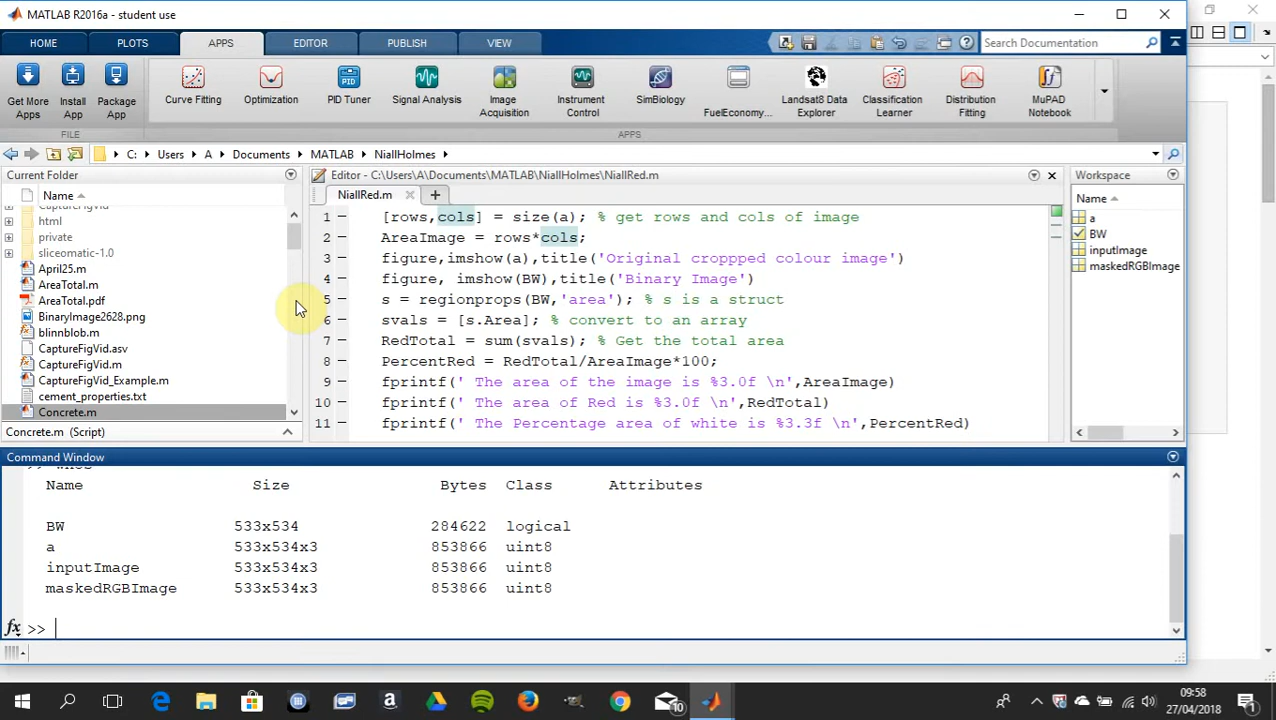 MATLAB R2016a - student use
HOME PLOTS APPS EDITOR PUBLISH VIEW Search Documentation
Get More Apps
Install App
Package App
Curve Fitting
Optimization
PID Tuner
Signal Analysis
Image Acquisition
Instrument Control
SimBiology
FuelEconomy...
Landsat8 Data Explorer
Classification Learner
Distribution Fitting
MuPAD Notebook
FILE APPS
C: Users A Documents MATLAB NiallHolmes
Current Folder
Name
CaptureFigVid
html
private
sliceomatic-1.0
April25.m
AreaTotal.m
AreaTotal.pdf
BinaryImage2628.png
blinnblob.m
CaptureFigVid.asv
CaptureFigVid.m
CaptureFigVid_Example.m
cement_properties.txt
Concrete.m
Concrete.m (Script)
Editor - C:\Users\A\Documents\MATLAB\NiallHolmes\NiallRed.m
NiallRed.m +
1 – [rows,cols] = size(a); % get rows and cols of image
2 – AreaImage = rows*cols;
3 – figure,imshow(a),title('Original croppped colour image')
4 – figure, imshow(BW),title('Binary Image')
5 – s = regionprops(BW,'area'); % s is a struct
6 – svals = [s.Area]; % convert to an array
7 – RedTotal = sum(svals); % Get the total area
8 – PercentRed = RedTotal/AreaImage*100;
9 – fprintf(' The area of the image is %3.0f \n',AreaImage)
10 – fprintf(' The area of Red is %3.0f \n',RedTotal)
11 – fprintf(' The Percentage area of white is %3.3f \n',PercentRed)
Workspace
Name
a
BW
inputImage
maskedRGBImage
Command Window
>> whos
Name Size Bytes Class Attributes
BW 533x534 284622 logical
a 533x534x3 853866 uint8
inputImage 533x534x3 853866 uint8
maskedRGBImage 533x534x3 853866 uint8
fx >>
10
09:58
27/04/2018
1